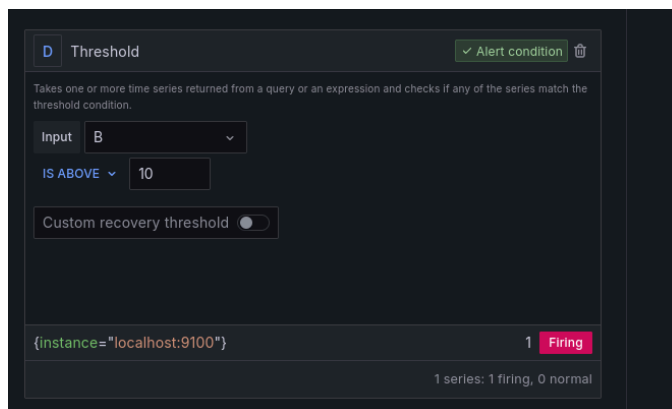 D Threshold Alert condition
Takes one or more time series returned from a query or an expression and checks if any of the series match the
threshold condition.
Input B
IS ABOVE 10
Custom recovery threshold
{instance="localhost:9100"} 1 Firing
1 series: 1 firing, 0 normal